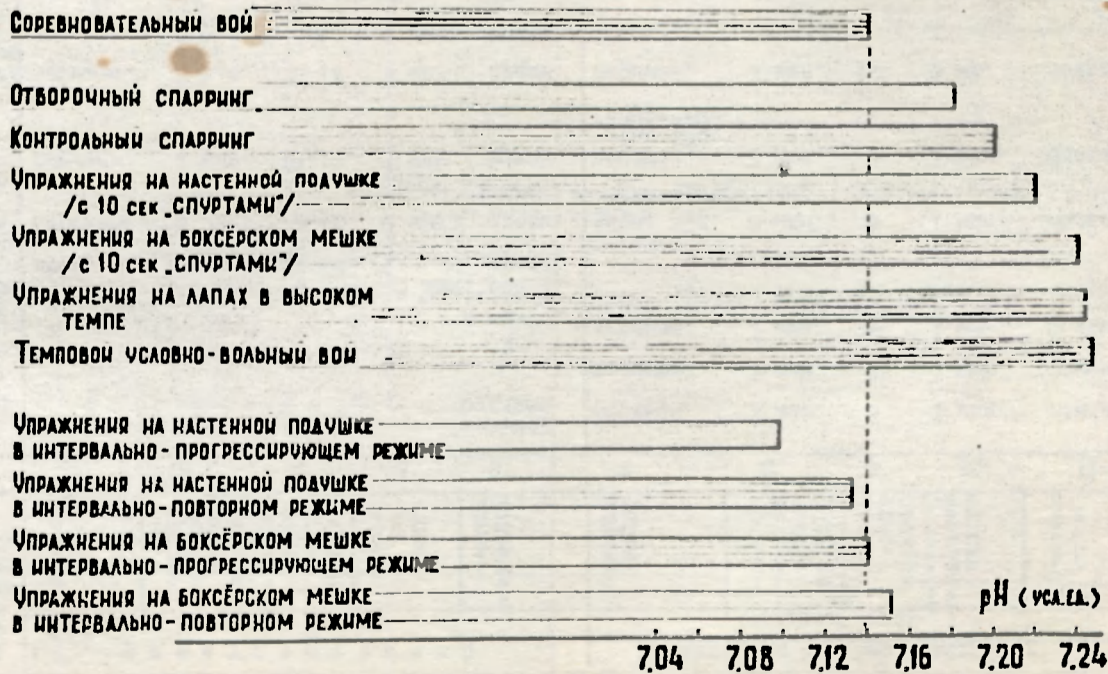 Соревновательный бой
Отборочный спарринг
Контрольный спарринг
Упражнения на настенной подушке
/с 10 сек „спуртами"/
Упражнения на боксёрском мешке
/с 10 сек „спуртами"/
Упражнения на лапах в высоком
темпе
Темповой условно-вольный бой
Упражнения на настенной подушке
в интервально-прогрессирующем режиме
Упражнения на настенной подушке
в интервально-повторном режиме
Упражнения на боксёрском мешке
в интервально-прогрессирующем режиме
Упражнения на боксёрском мешке
в интервально-повторном режиме
pH (усл.ед.)
7.04 7.08 7.12 7.16 7.20 7.24